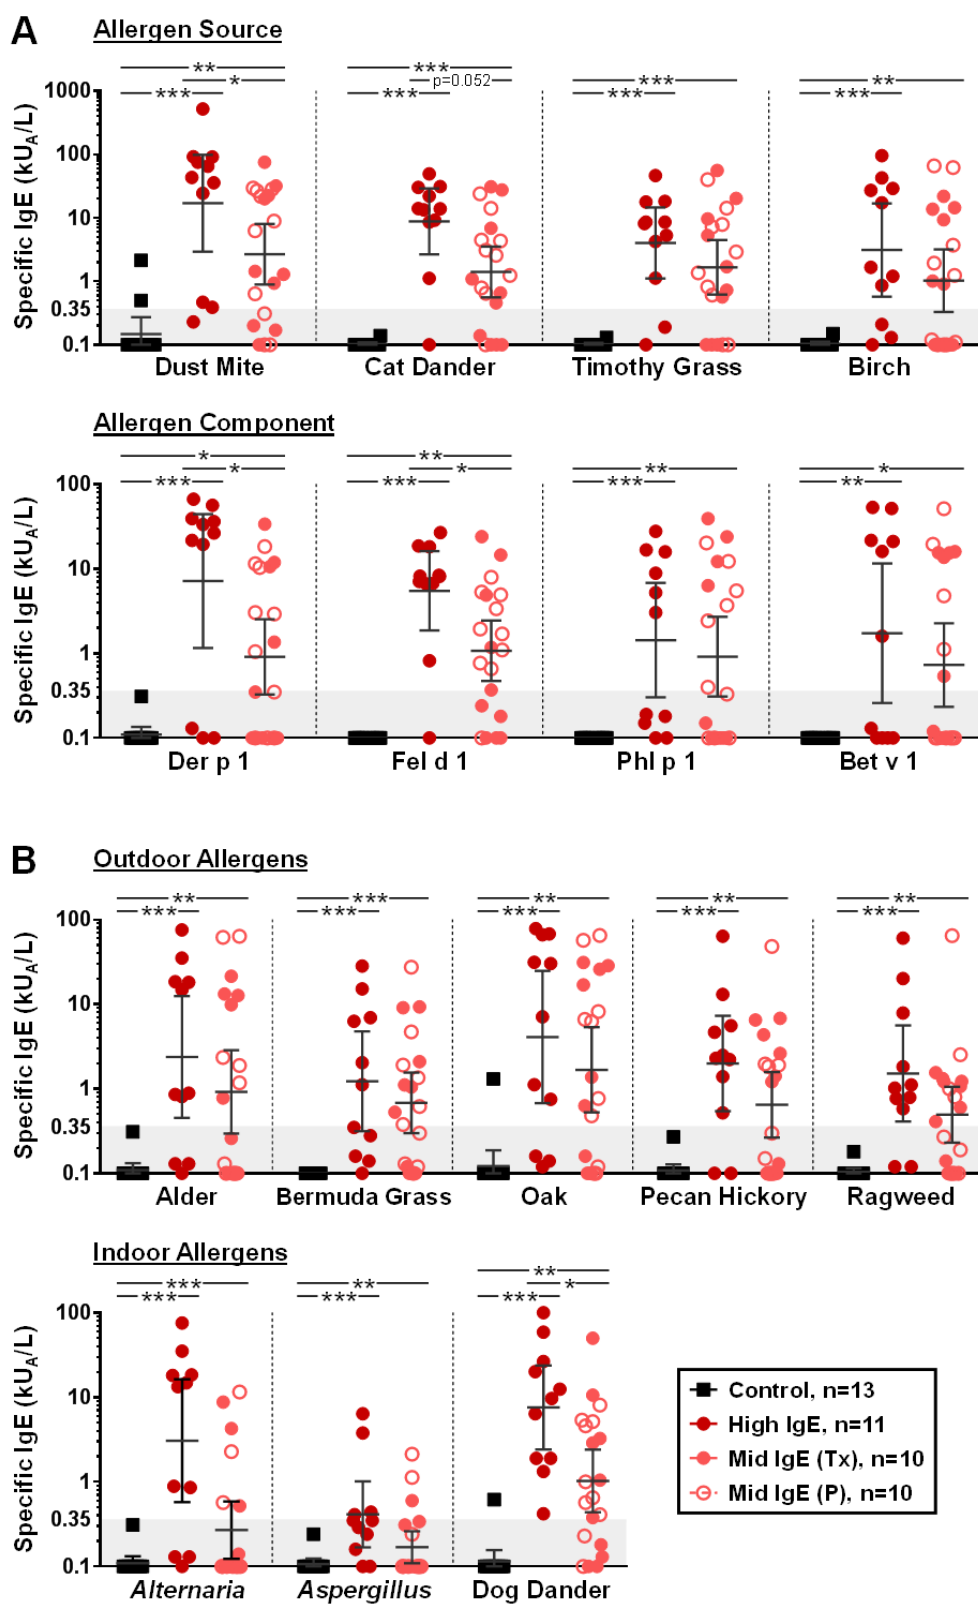 A
Allergen Source
** *** *** **
* p=0.052
*** *** *** ***
Specific IgE (kUA/L)
1000
100
10
1
0.35
0.1
Dust Mite Cat Dander Timothy Grass Birch
Allergen Component
* ** ** *
* *
*** *** *** **
Specific IgE (kUA/L)
100
10
1
0.35
0.1
Der p 1 Fel d 1 Phl p 1 Bet v 1
B
Outdoor Allergens
** *** ** ** **
*** *** *** *** ***
Specific IgE (kUA/L)
100
10
1
0.35
0.1
Alder Bermuda Grass Oak Pecan Hickory Ragweed
Indoor Allergens
*** ** **
*
*** *** ***
Specific IgE (kUA/L)
100
10
1
0.35
0.1
Alternaria Aspergillus Dog Dander
Control, n=13
High IgE, n=11
Mid IgE (Tx), n=10
Mid IgE (P), n=10